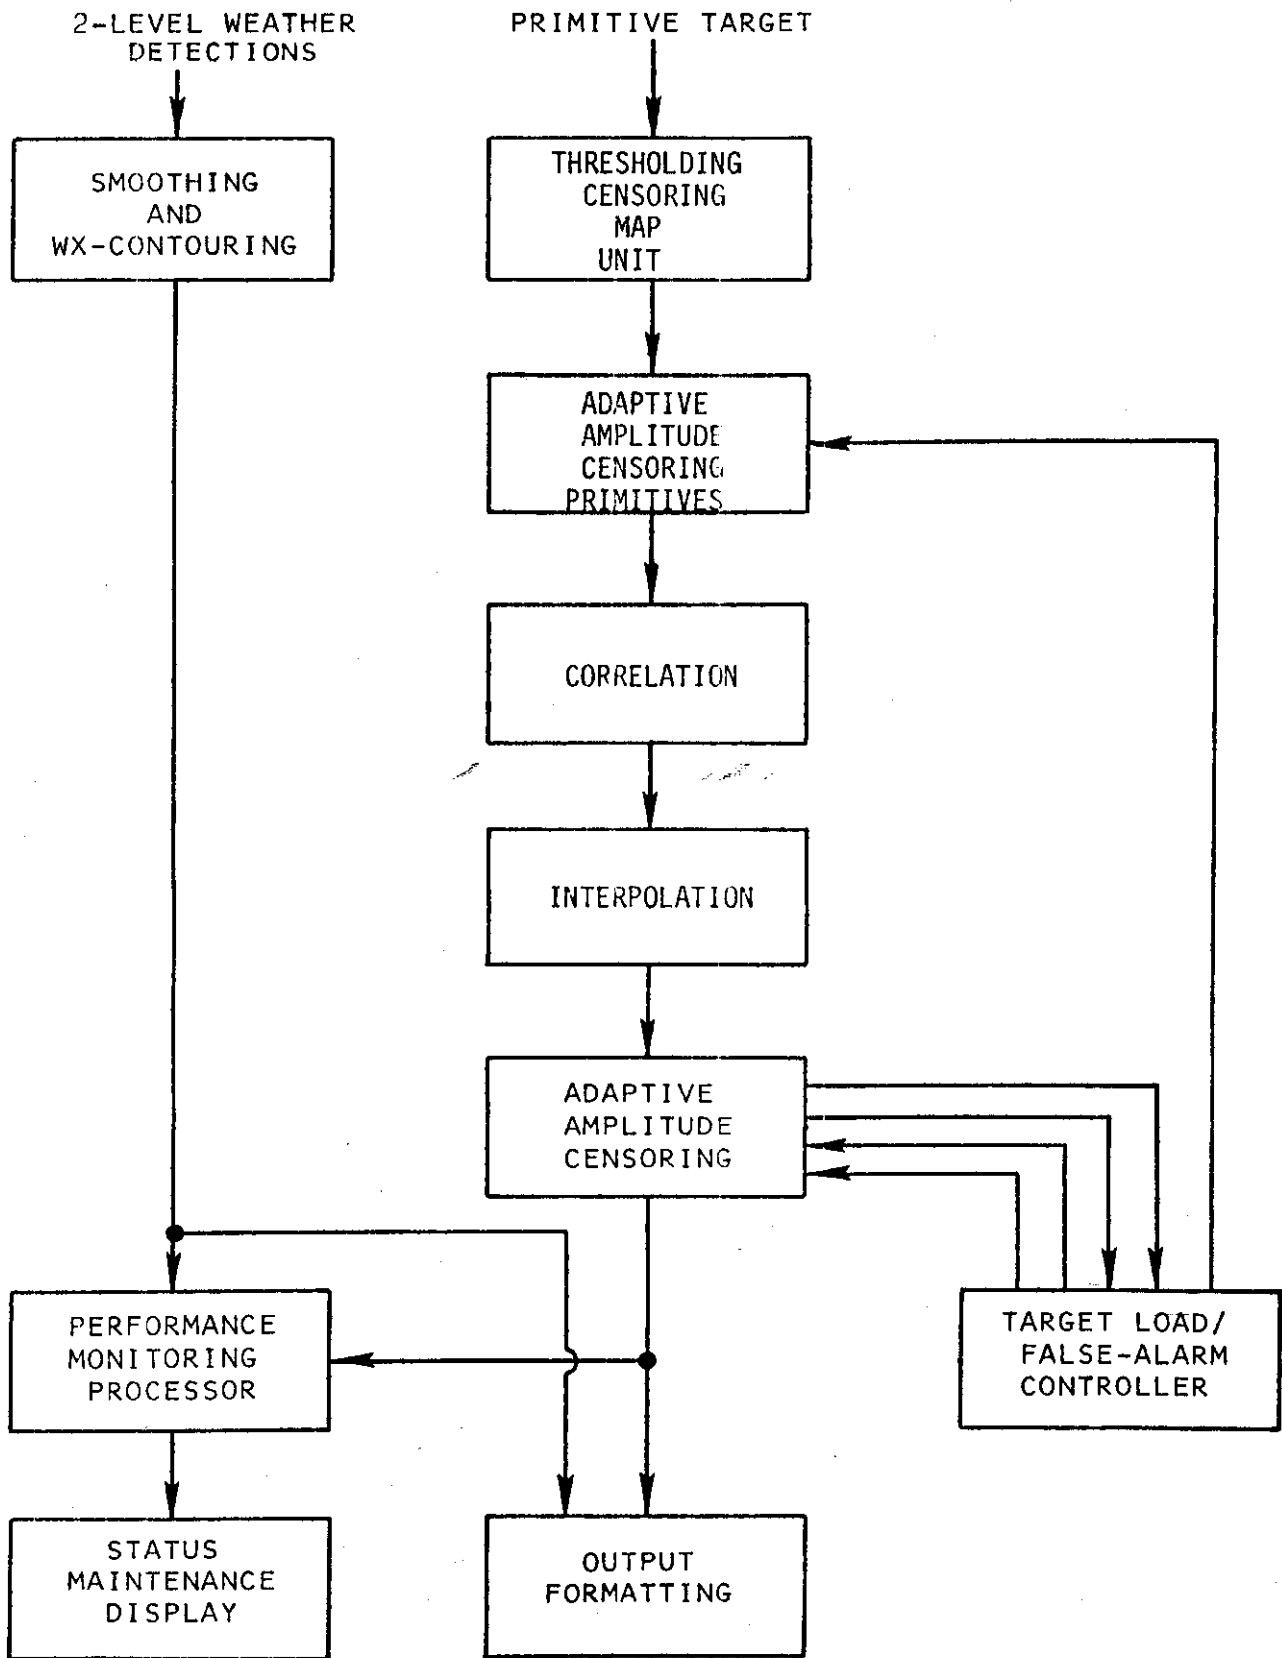 2-LEVEL WEATHER
DETECTIONS
PRIMITIVE TARGET
SMOOTHING
AND
WX-CONTOURING
THRESHOLDING
CENSORING
MAP
UNIT
ADAPTIVE
AMPLITUDE
CENSORING
PRIMITIVES
CORRELATION
INTERPOLATION
ADAPTIVE
AMPLITUDE
CENSORING
PERFORMANCE
MONITORING
PROCESSOR
TARGET LOAD/
FALSE-ALARM
CONTROLLER
STATUS
MAINTENANCE
DISPLAY
OUTPUT
FORMATTING